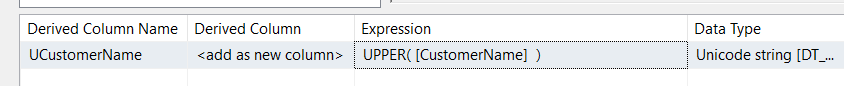 Derived Column Name Derived Column Expression Data Type
UCustomerName <add as new column> UPPER( [CustomerName]  ) Unicode string [DT_...